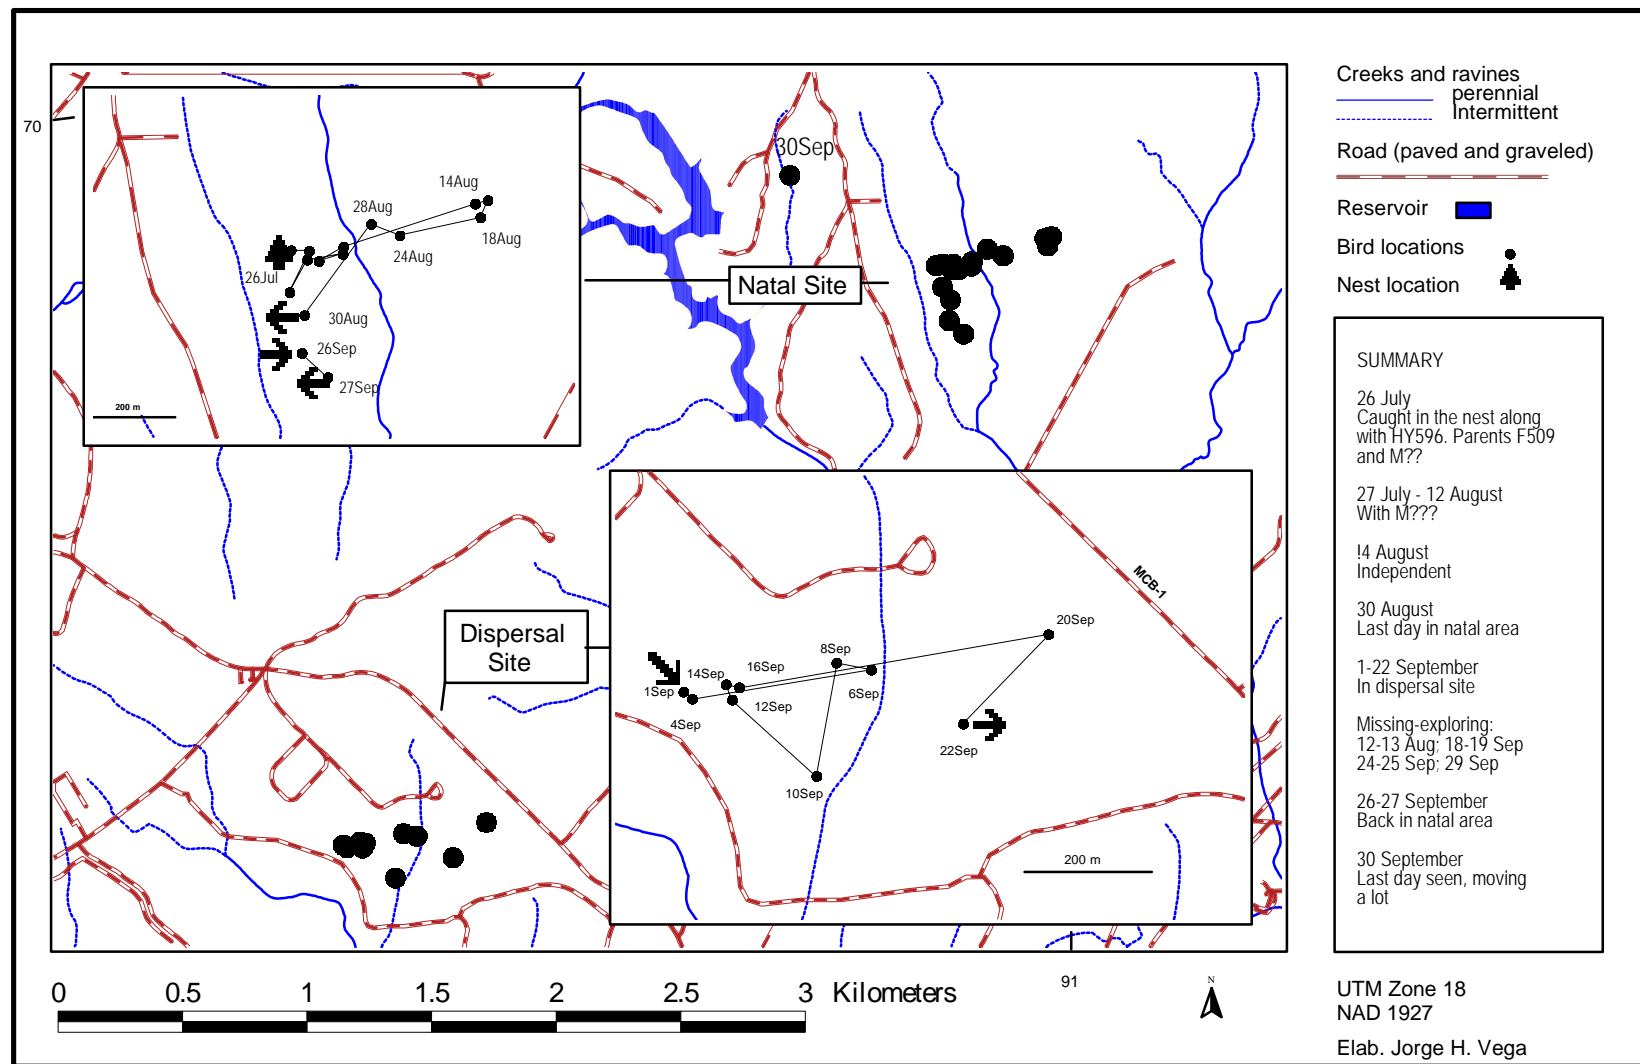 70
14Aug
28Aug
18Aug
24Aug
26Jul
30Aug
26Sep
27Sep
200 m
30Sep
Natal Site
Dispersal
Site
MCB-1
20Sep
8Sep
14Sep
16Sep
1Sep
6Sep
4Sep
12Sep
22Sep
10Sep
200 m
0 0.5 1 1.5 2 2.5 3 Kilometers
91
N
Creeks and ravines
perennial
Intermittent
Road (paved and graveled)
Reservoir
Bird locations
Nest location
SUMMARY
26 July
Caught in the nest along
with HY596. Parents F509
and M??
27 July - 12 August
With M???
!4 August
Independent
30 August
Last day in natal area
1-22 September
In dispersal site
Missing-exploring:
12-13 Aug; 18-19 Sep
24-25 Sep; 29 Sep
26-27 September
Back in natal area
30 September
Last day seen, moving
a lot
UTM Zone 18
NAD 1927
Elab. Jorge H. Vega